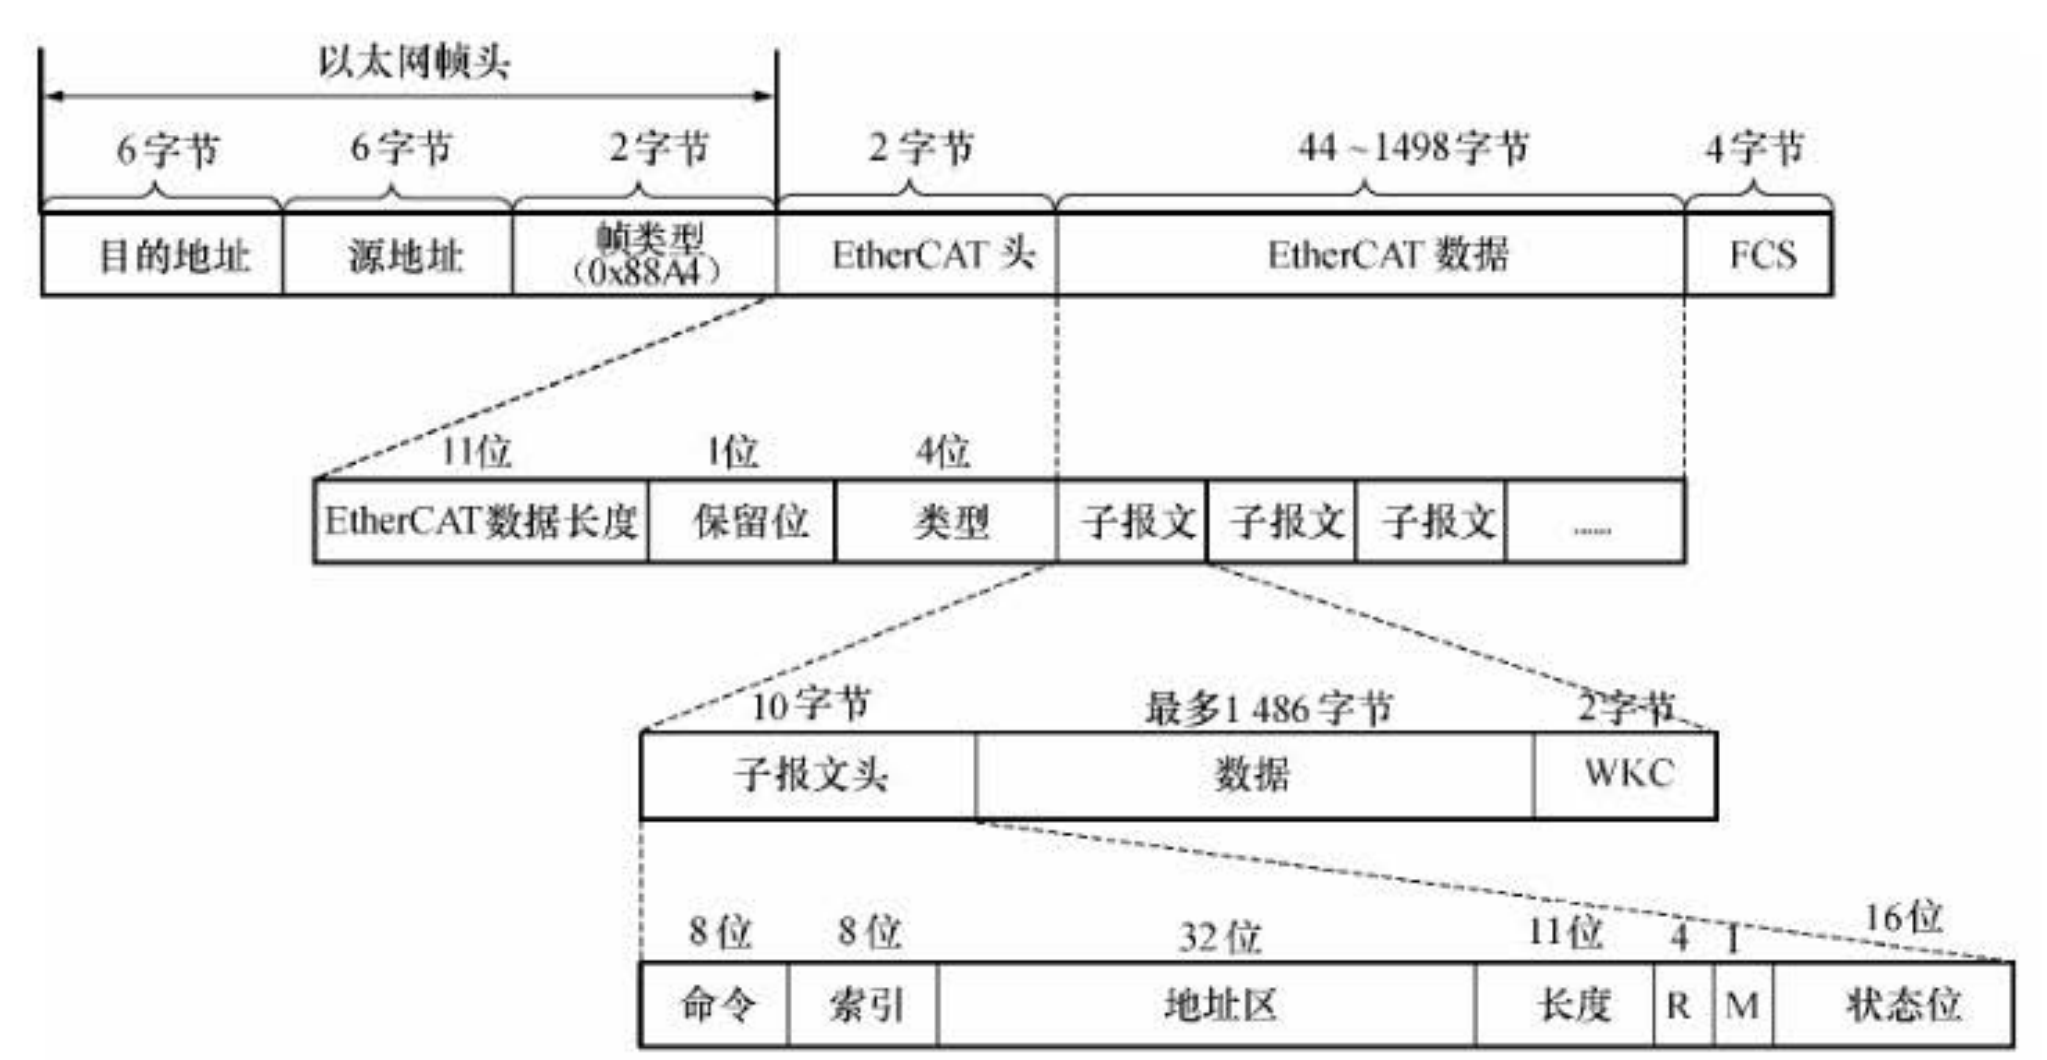 以太网帧头
6字节 6字节 2字节 2字节 44~1498字节 4字节
目的地址 源地址 帧类型 EtherCAT 头 EtherCAT 数据 FCS
（0x88A4）
11位 1位 4位
EtherCAT数据长度 保留位 类型 子报文 子报文 子报文 ......
10字节 最多1 486字节 2字节
子报文头 数据 WKC
8位 8位 32位 11位 4 1 16位
命令 索引 地址区 长度 R M 状态位